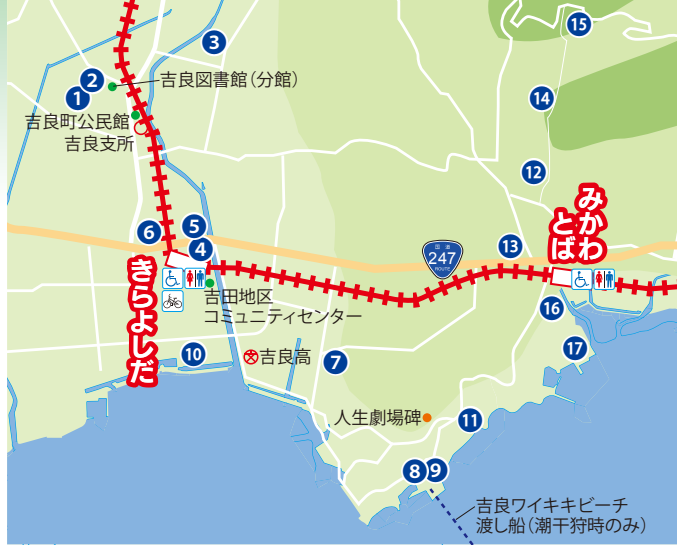 15
3
2
1
吉良図書館(分館)
14
吉良町公民館
吉良支所
12
みかわ
とば
6
5
4
13
国道
247
ROUTE
きらよしだ
吉田地区
コミュニティセンター
16
10
吉良高
7
17
人生劇場碑
11
8
9
吉良ワイキキビーチ
渡し船(潮干狩時のみ)